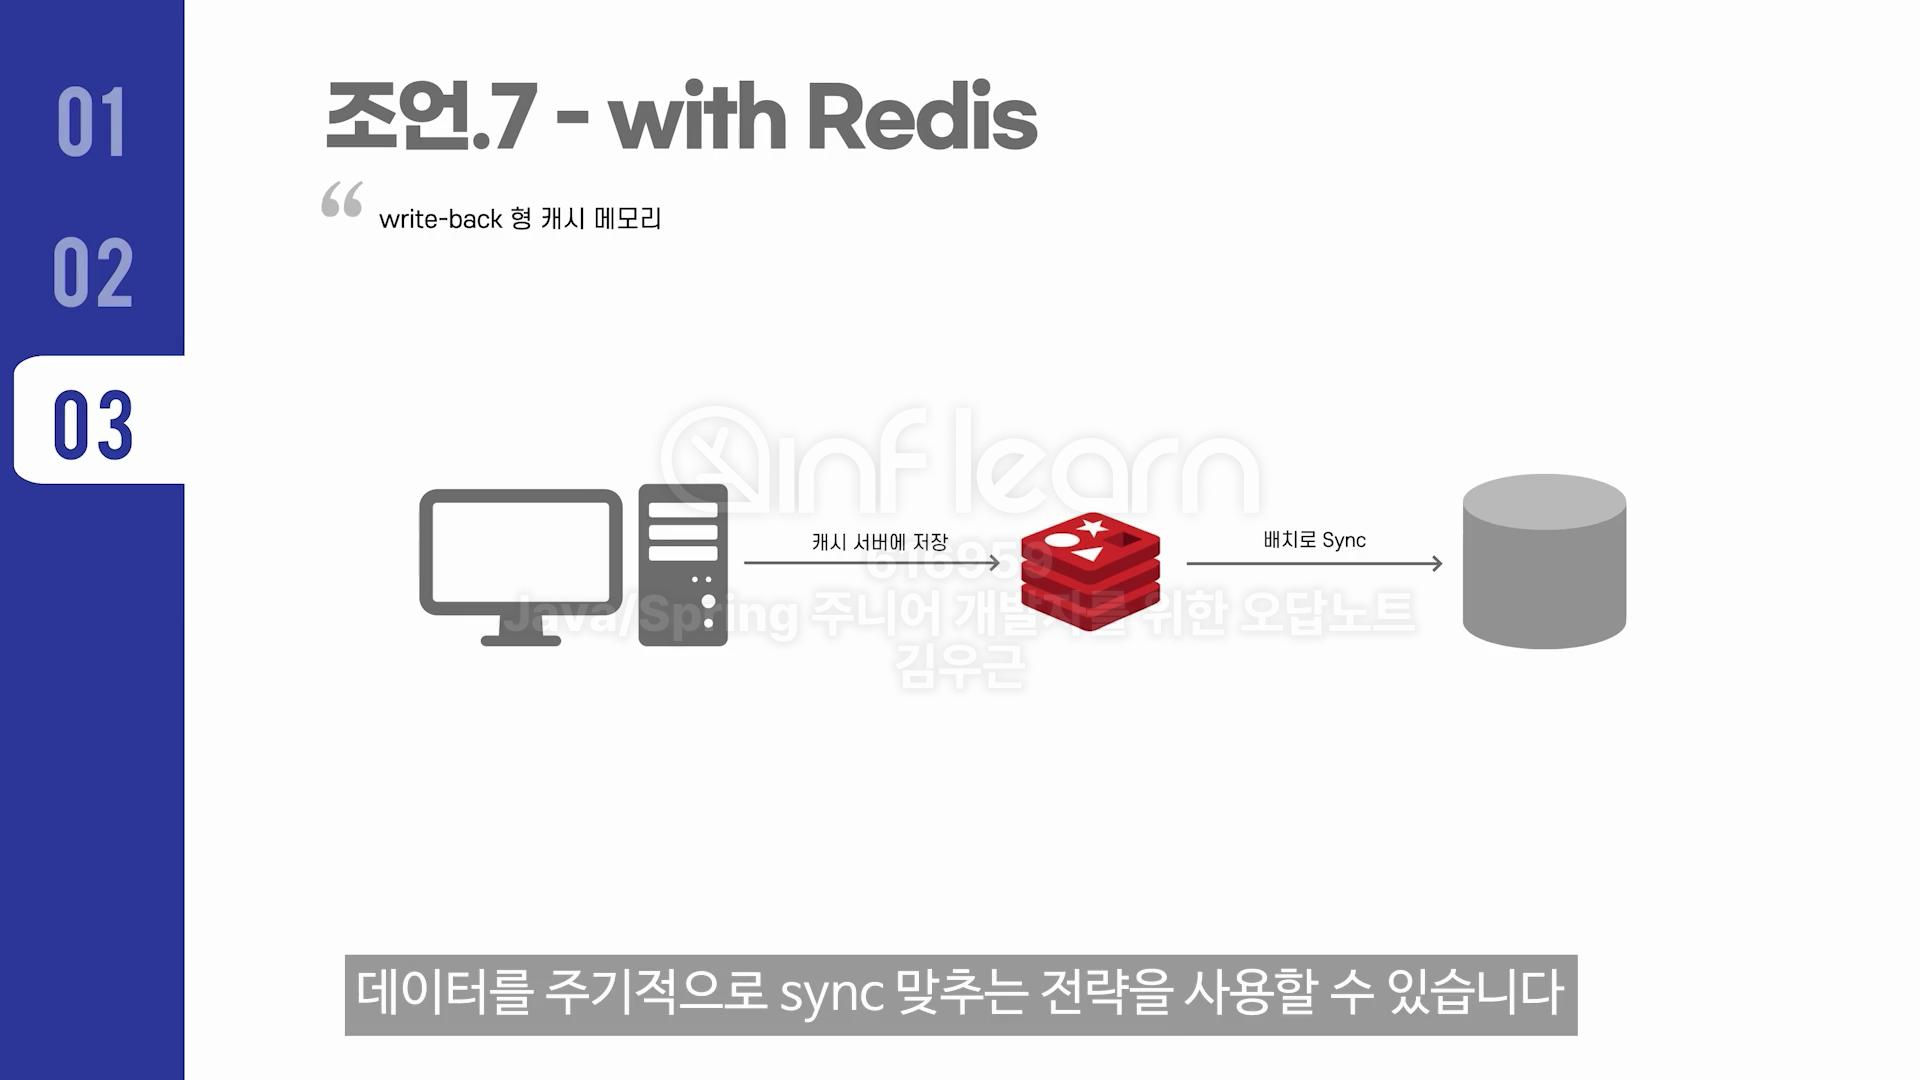 01
02
03
조언.7 - with Redis
“ write-back 형 캐시 메모리
inflearn
캐시 서버에 저장
배치로 Sync
616959
Java/Spring 주니어 개발자를 위한 오답노트
김우근
데이터를 주기적으로 sync 맞추는 전략을 사용할 수 있습니다